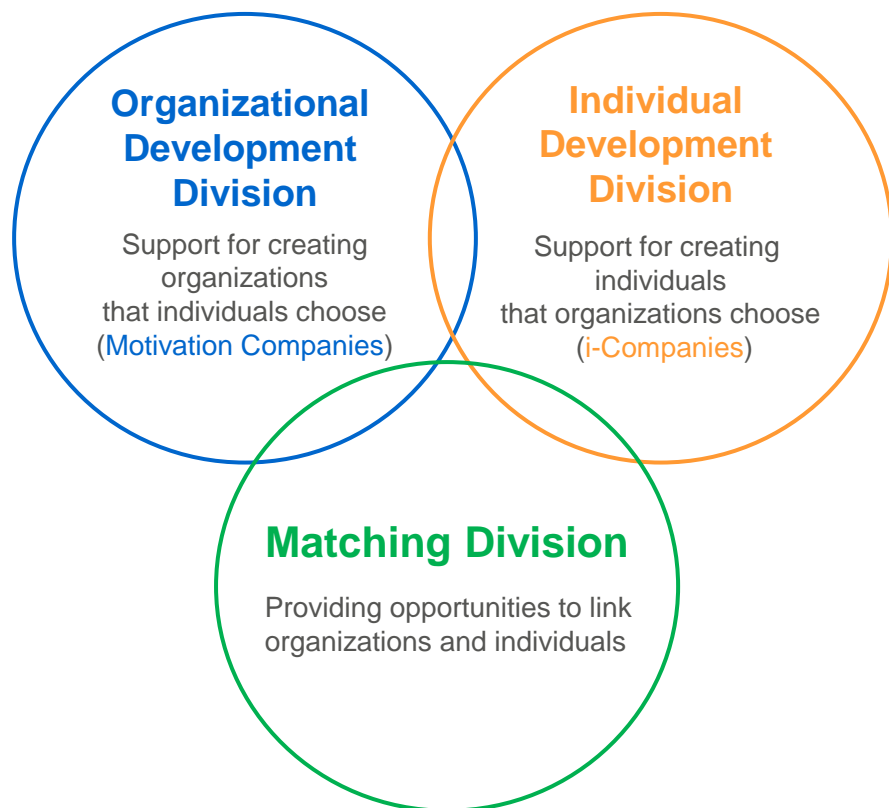 Organizational
Development
Division
Support for creating
organizations
that individuals choose
(Motivation Companies)
Individual
Development
Division
Support for creating
individuals
that organizations choose
(i-Companies)
Matching Division
Providing opportunities to link
organizations and individuals